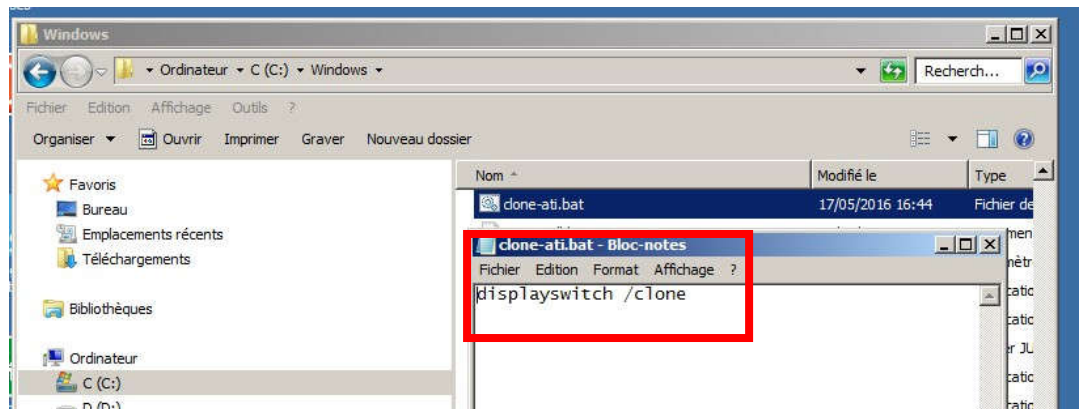 Windows
Ordinateur C (C:) Windows
Recherch...
Fichier Edition Affichage Outils ?
Organiser Ouvrir Imprimer Graver Nouveau dossier
Favoris
Bureau
Emplacements récents
Téléchargements
Bibliothèques
Ordinateur
C (C:)
D (D:)
Nom Modifié le Type
clone-ati.bat 17/05/2016 16:44 Fichier de
clone-ati.bat - Bloc-notes
Fichier Edition Format Affichage ?
displayswitch /clone